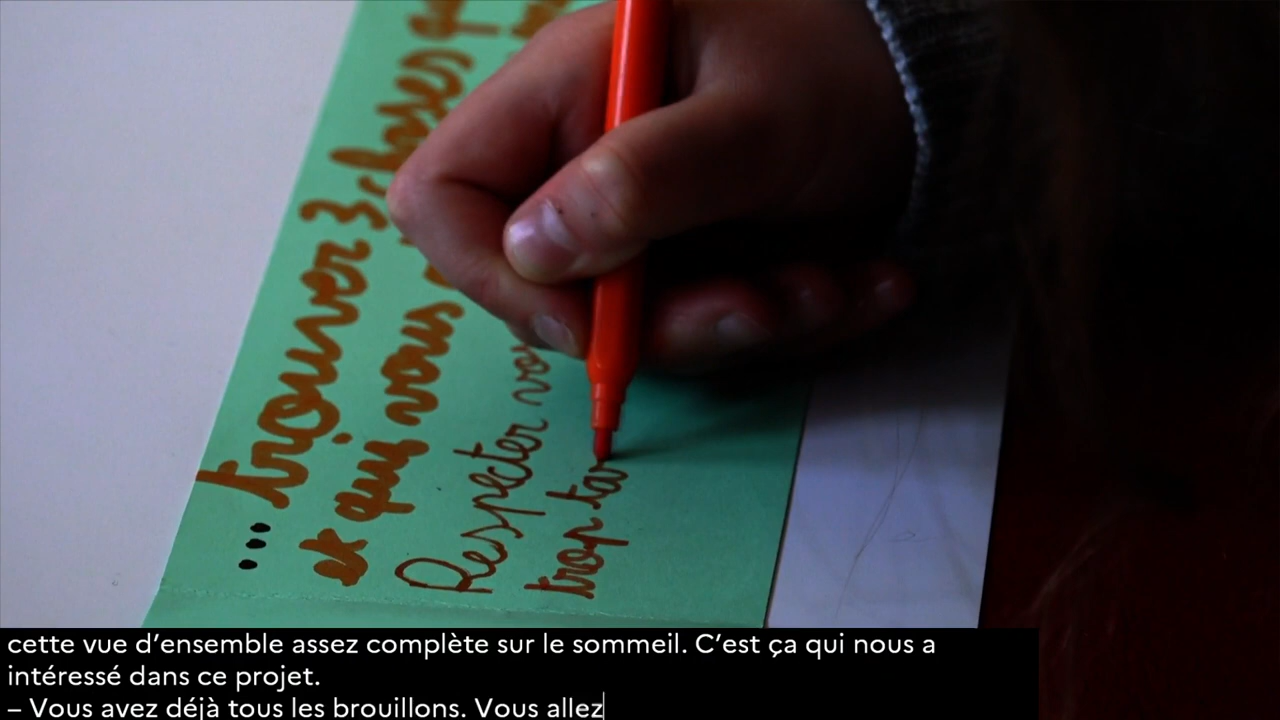 ... trouver 3 choses
et qui vous
Respecter
trop tar
cette vue d’ensemble assez complète sur le sommeil. C’est ça qui nous a
intéressé dans ce projet.
– Vous avez déjà tous les brouillons. Vous allez